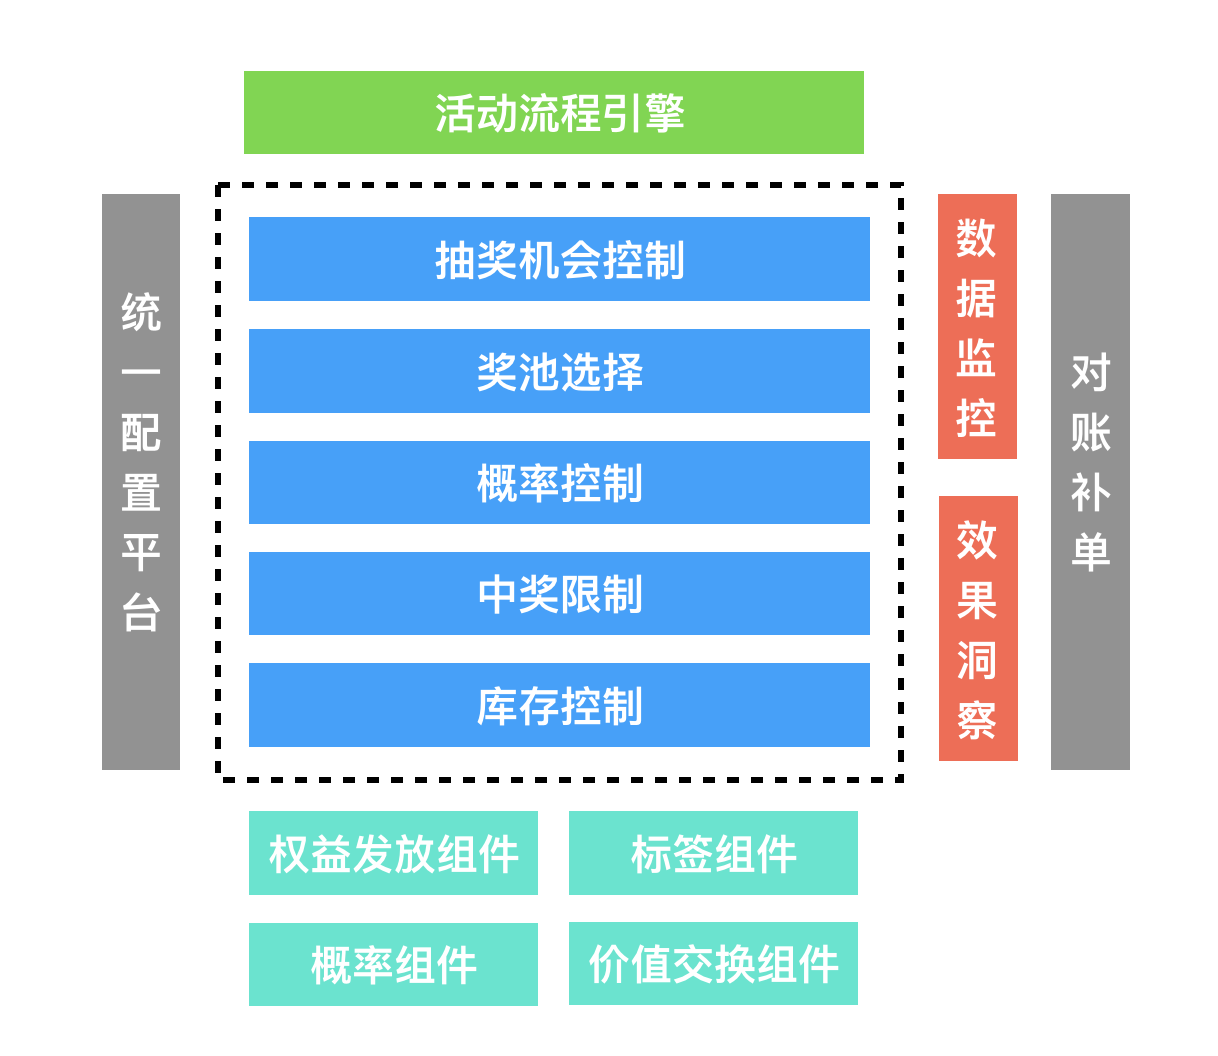 活动流程引擎
统一配置平台
抽奖机会控制
奖池选择
概率控制
中奖限制
库存控制
数据监控
效果洞察
对账补单
权益发放组件
标签组件
概率组件
价值交换组件